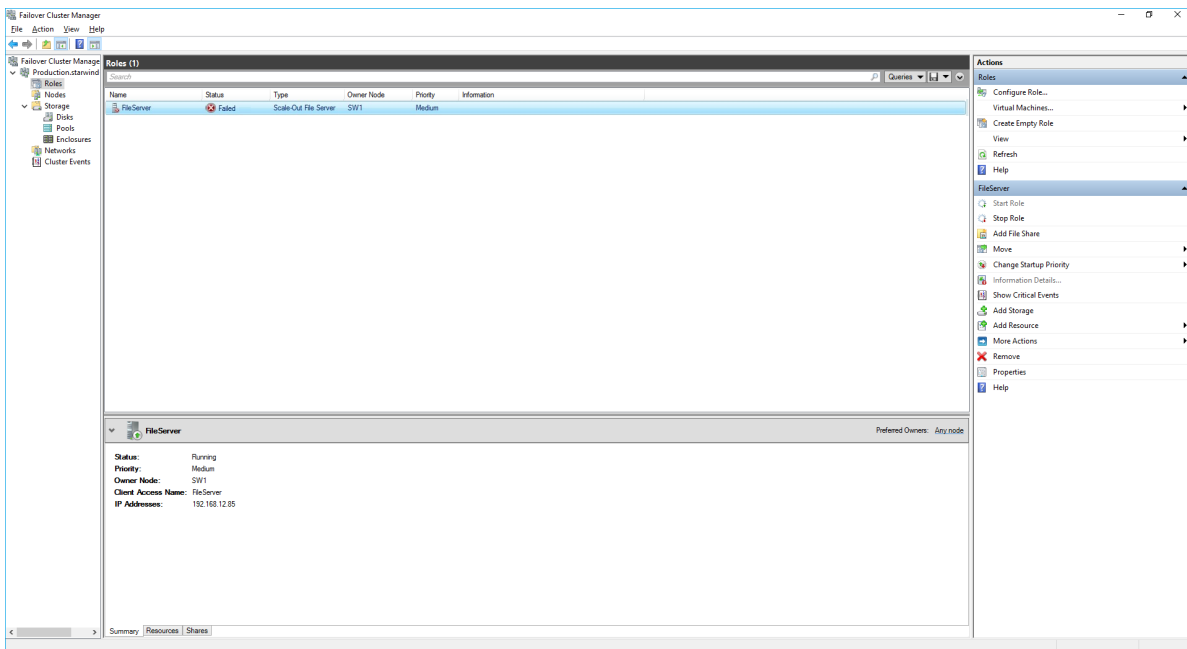 Failover Cluster Manager
File Action View Help
Failover Cluster Manage
Production.starwind
Roles
Nodes
Storage
Disks
Pools
Enclosures
Networks
Cluster Events
Roles (1)
Search
Queries
Name Status Type Owner Node Priority Information
FileServer Failed Scale-Out File Server SW1 Medium
FileServer
Preferred Owners: Any node
Status: Running
Priority: Medium
Owner Node: SW1
Client Access Name: FileServer
IP Addresses: 192.168.12.85
Summary Resources Shares
Actions
Roles
Configure Role...
Virtual Machines...
Create Empty Role
View
Refresh
Help
FileServer
Start Role
Stop Role
Add File Share
Move
Change Startup Priority
Information Details...
Show Critical Events
Add Storage
Add Resource
More Actions
Remove
Properties
Help